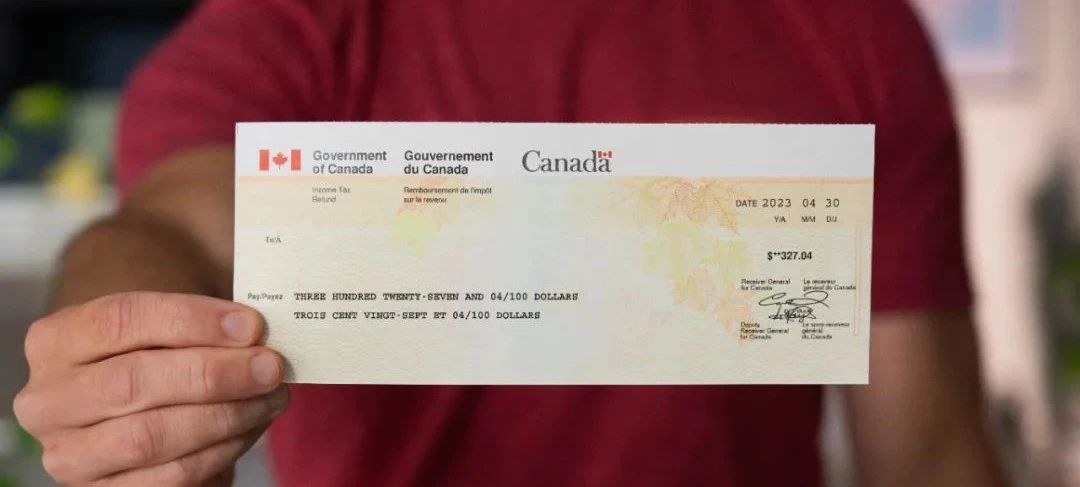 Government of Canada
Gouvernement du Canada
Canada
Income Tax Refund
Remboursement de l'impôt sur le revenu
DATE 2023 04 30
Y/A M/M D/J
To/A
$**327.04
Pay/Payez THREE HUNDRED TWENTY-SEVEN AND 04/100 DOLLARS
TROIS CENT VINGT-SEPT ET 04/100 DOLLARS
Receiver General for Canada
Le receveur général du Canada
Deputy Receiver General for Canada
Le sous-receveur général du Canada